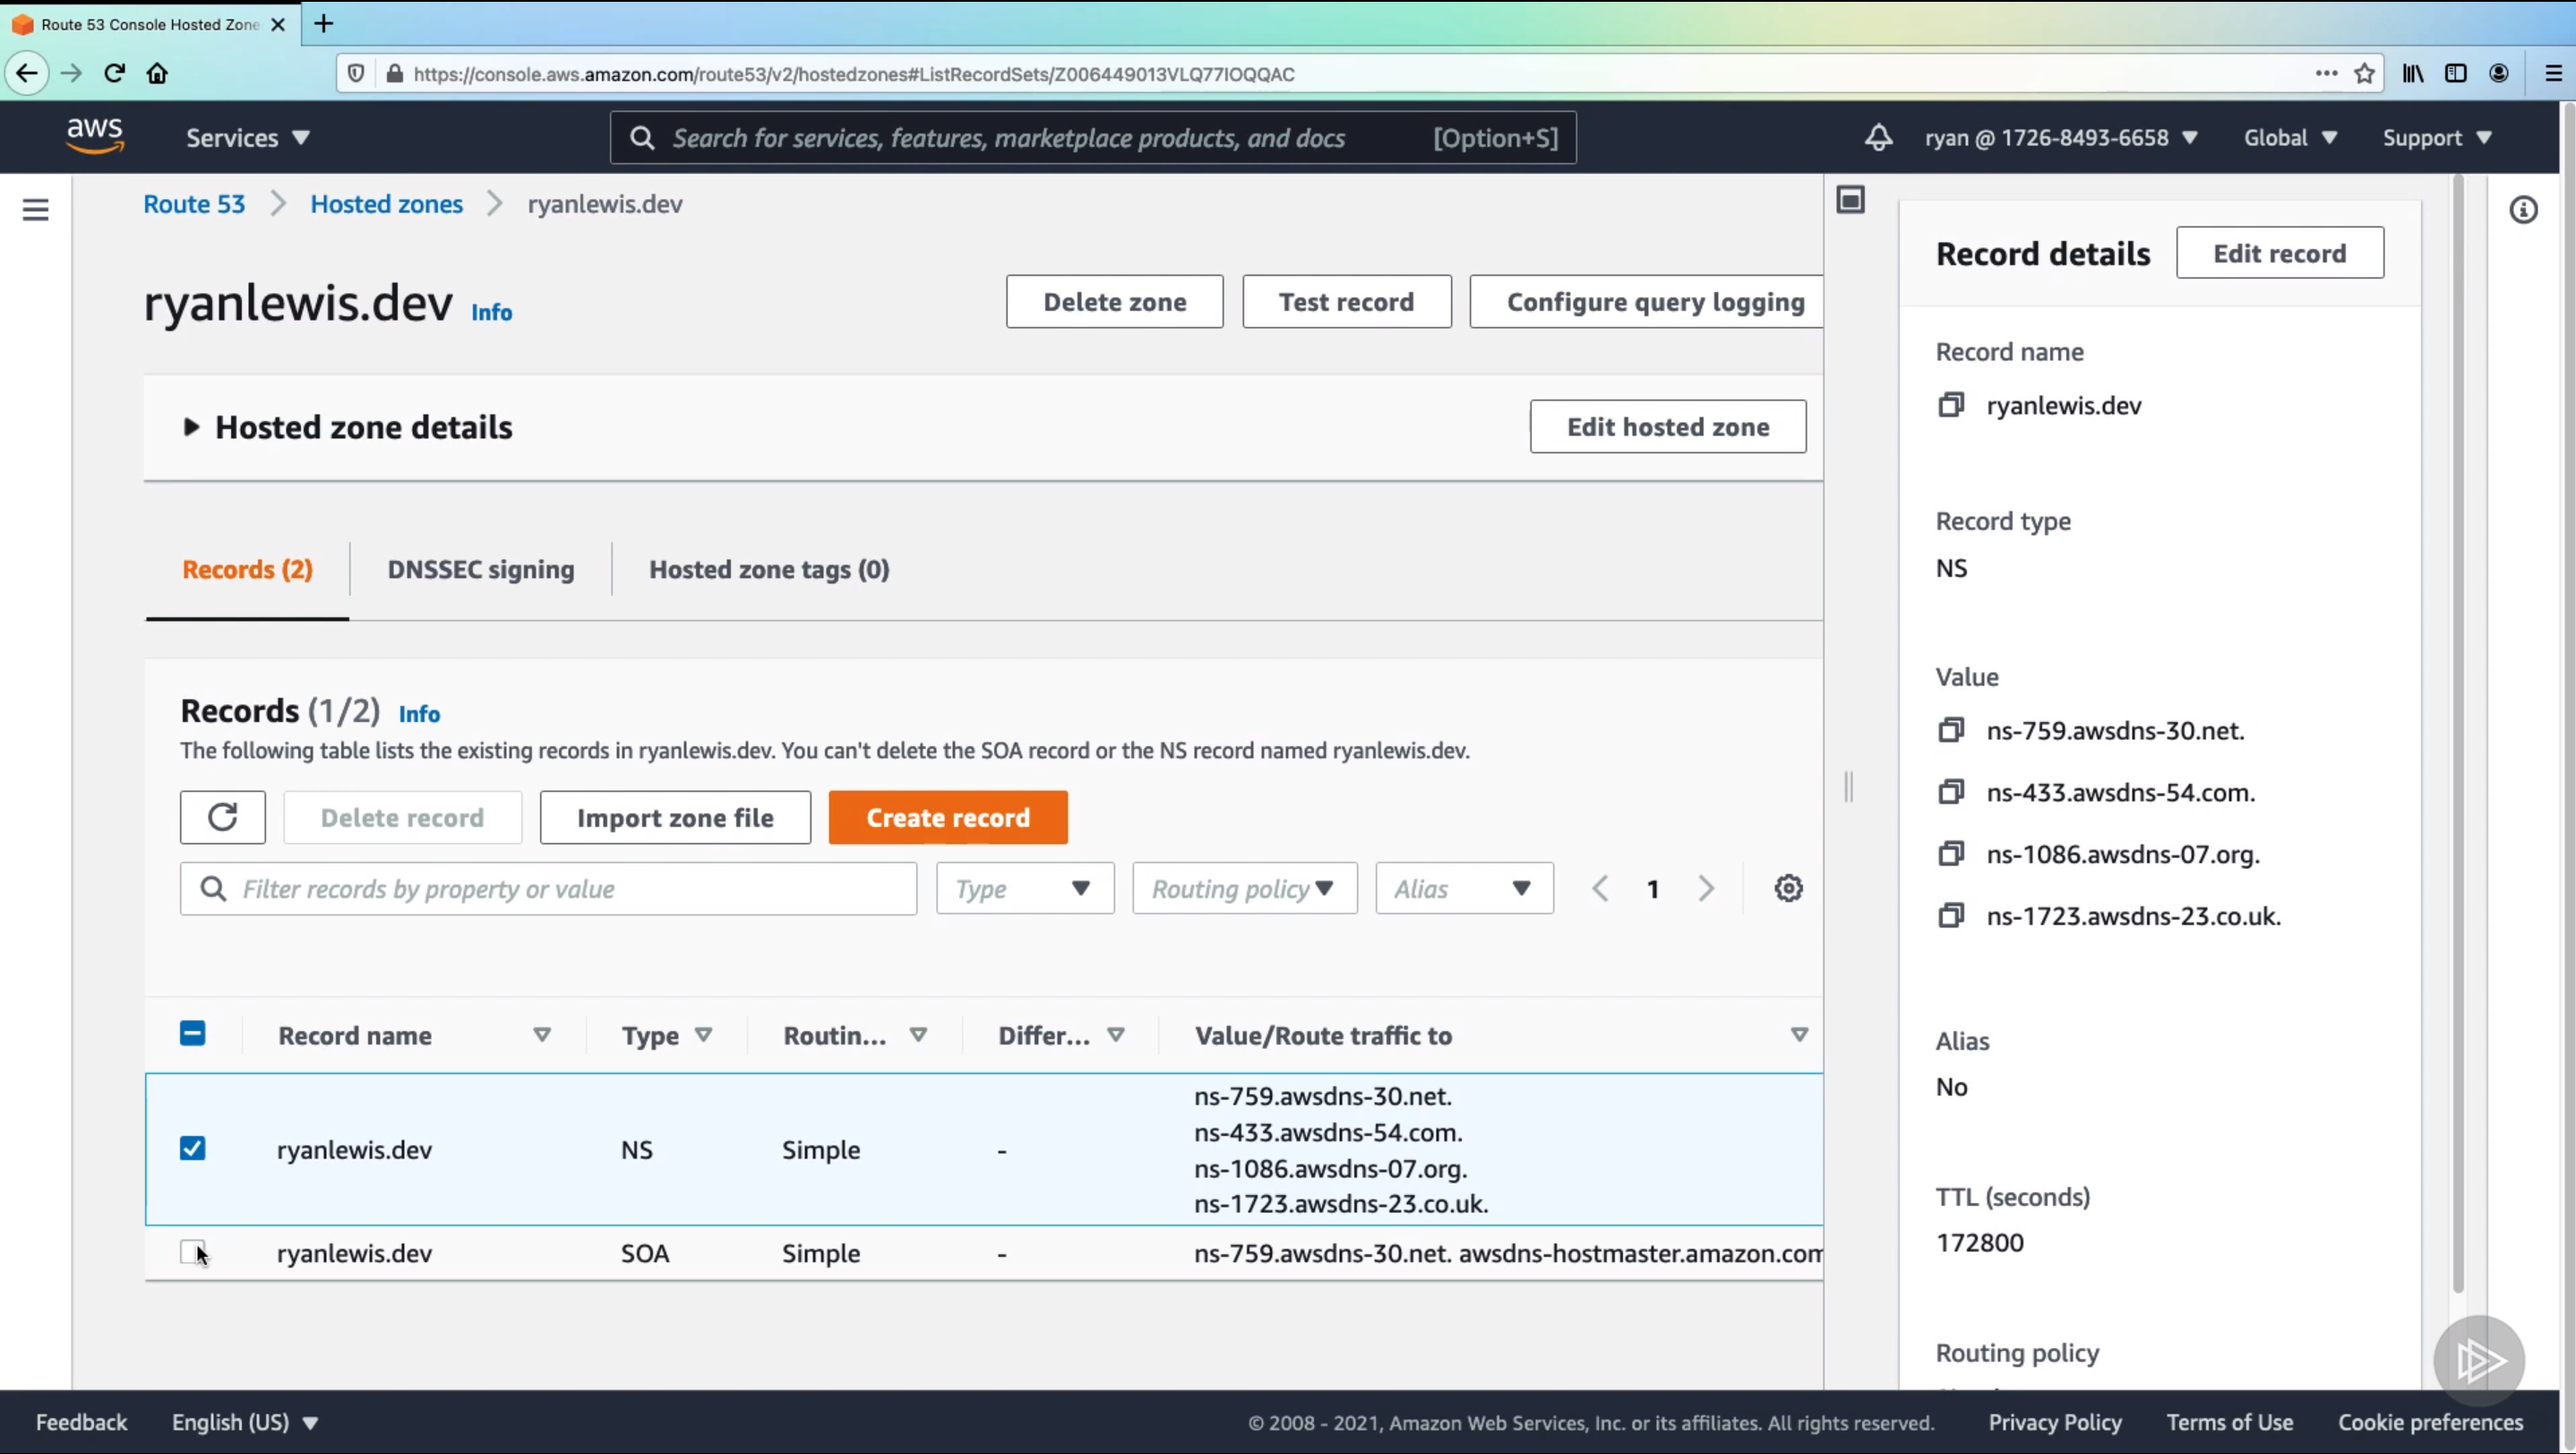 Route 53 Console Hosted Zone
https://console.aws.amazon.com/route53/v2/hostedzones#ListRecordSets/Z006449013VLQ77IOQQAC
aws
Services
Search for services, features, marketplace products, and docs
[Option+S]
ryan @ 1726-8493-6658
Global
Support
Route 53
Hosted zones
ryanlewis.dev
ryanlewis.dev Info
Delete zone
Test record
Configure query logging
Hosted zone details
Edit hosted zone
Records (2)
DNSSEC signing
Hosted zone tags (0)
Records (1/2) Info
The following table lists the existing records in ryanlewis.dev. You can't delete the SOA record or the NS record named ryanlewis.dev.
Delete record
Import zone file
Create record
Filter records by property or value
Type
Routing policy
Alias
1
Record name
Type
Routin...
Differ...
Value/Route traffic to
ryanlewis.dev
NS
Simple
-
ns-759.awsdns-30.net.
ns-433.awsdns-54.com.
ns-1086.awsdns-07.org.
ns-1723.awsdns-23.co.uk.
ryanlewis.dev
SOA
Simple
-
ns-759.awsdns-30.net. awsdns-hostmaster.amazon.com
Record details
Edit record
Record name
ryanlewis.dev
Record type
NS
Value
ns-759.awsdns-30.net.
ns-433.awsdns-54.com.
ns-1086.awsdns-07.org.
ns-1723.awsdns-23.co.uk.
Alias
No
TTL (seconds)
172800
Routing policy
Feedback
English (US)
© 2008 - 2021, Amazon Web Services, Inc. or its affiliates. All rights reserved.
Privacy Policy
Terms of Use
Cookie preferences